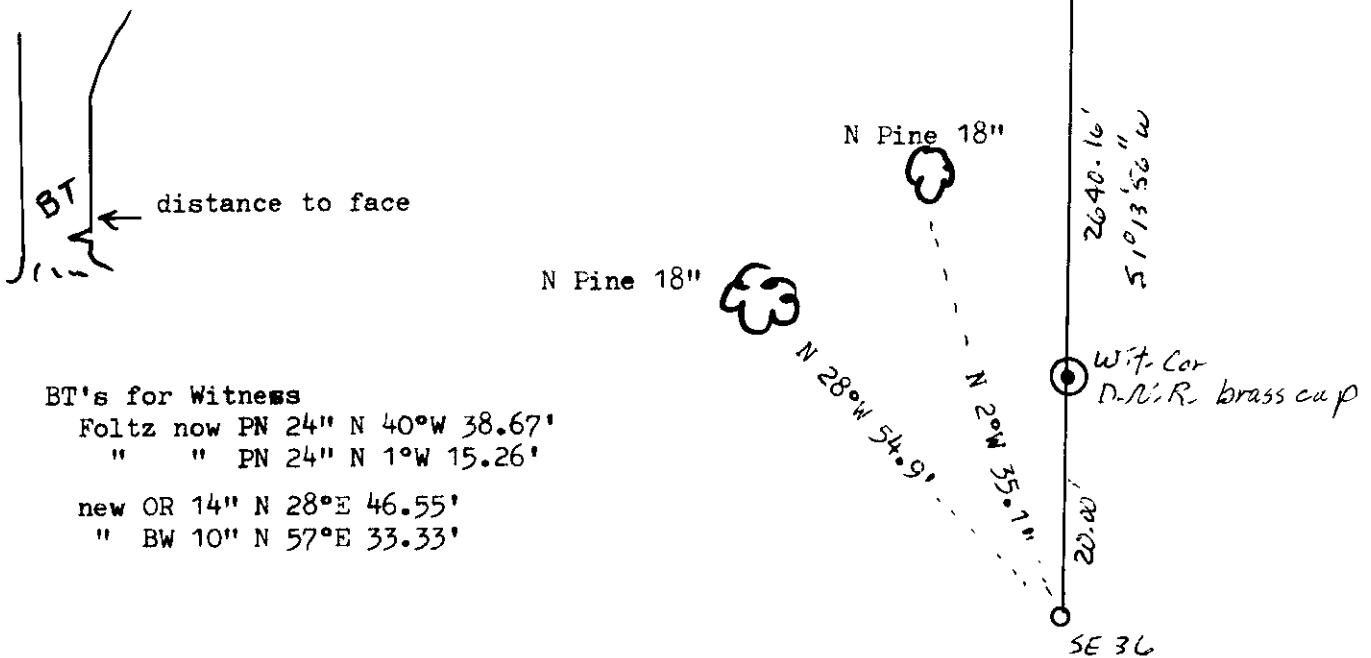 BT
distance to face
N Pine 18"
N Pine 18"
2640.16'
S 1°13'56" W
N 28°W 54.9'
N 2°W 35.1"
Wit. Cor
D.N.R. brass cap
20.00'
SE 36
BT's for Witness
Foltz now PN 24" N 40°W 38.67'
" " PN 24" N 1°W 15.26'
new OR 14" N 28°E 46.55'
" BW 10" N 57°E 33.33'